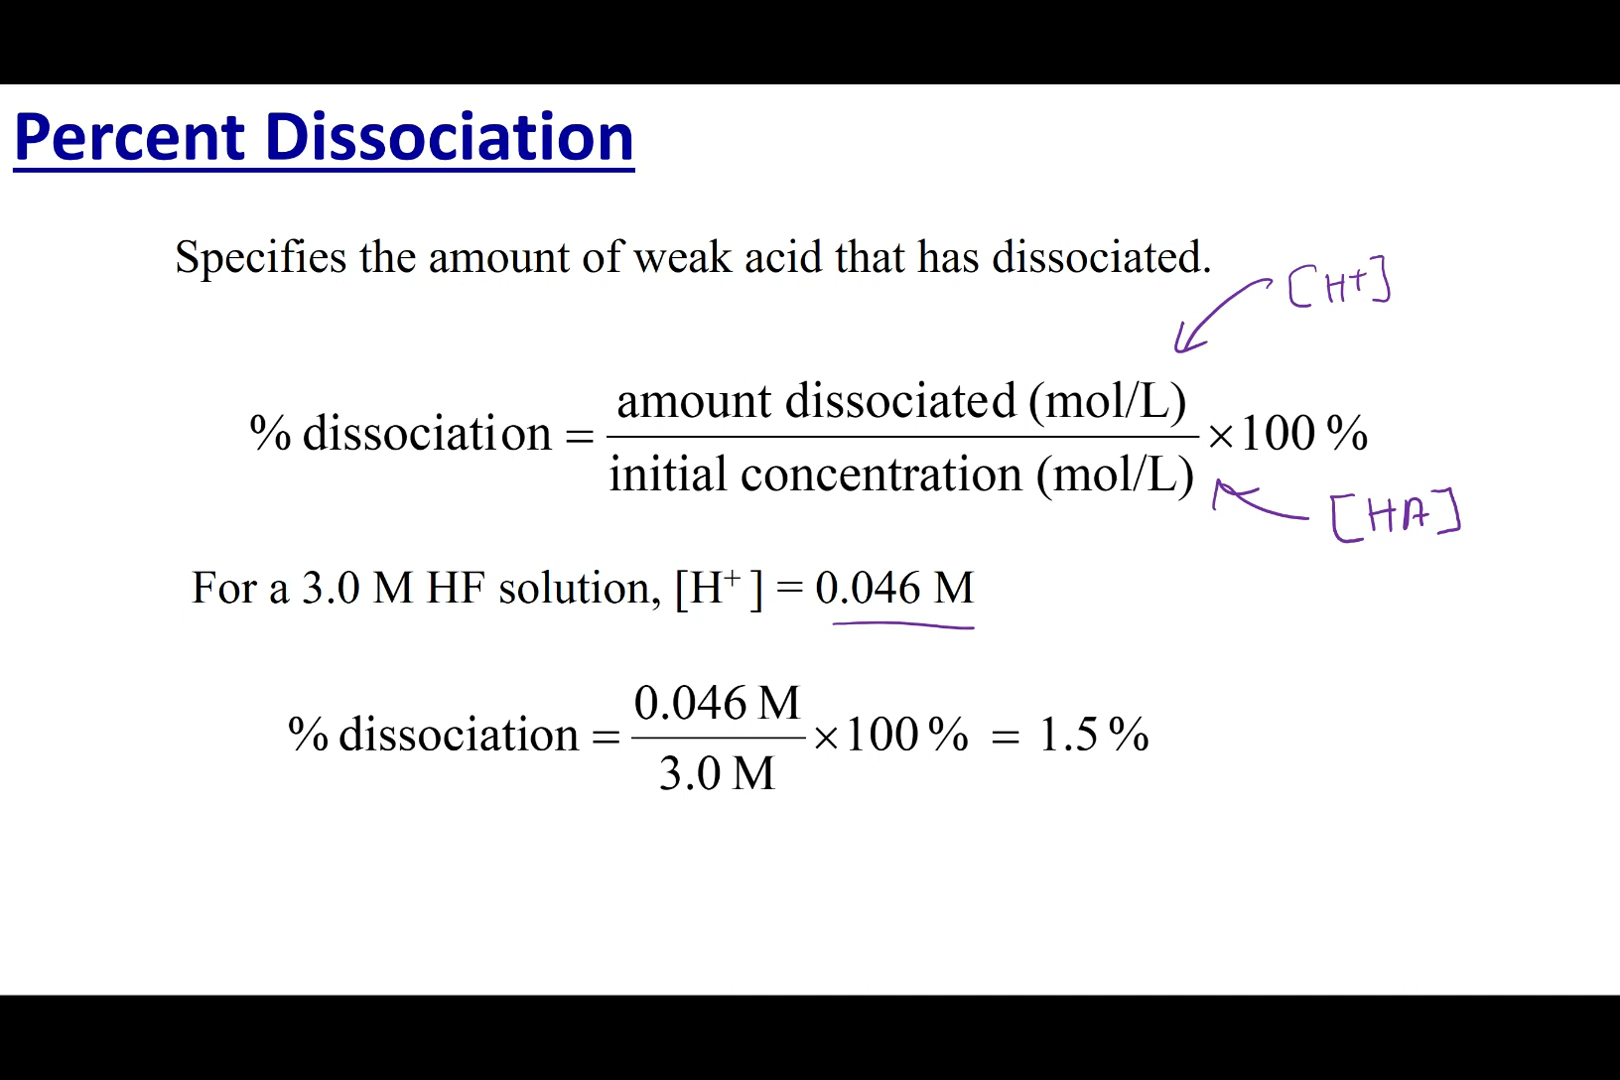 Percent Dissociation
Specifies the amount of weak acid that has dissociated.
[H+]
% dissociation = amount dissociated (mol/L) / initial concentration (mol/L) ×100 %
[HA]
For a 3.0 M HF solution, [H⁺ ] = 0.046 M
% dissociation = 0.046 M / 3.0 M ×100 % = 1.5 %